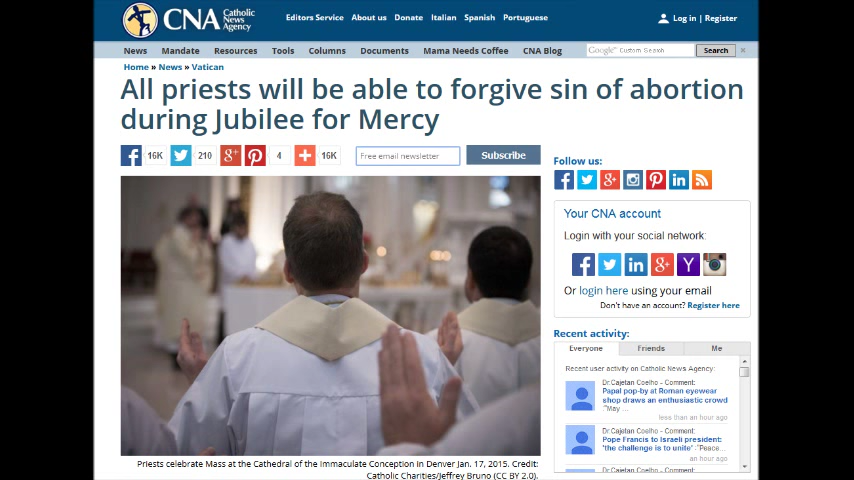 CNA Catholic
News
Agency
Editors Service About us Donate Italian Spanish Portuguese
Log in | Register
News Mandate Resources Tools Columns Documents Mama Needs Coffee CNA Blog
Google Custom Search Search ×
Home » News » Vatican
All priests will be able to forgive sin of abortion
during Jubilee for Mercy
16K 210 4 16K Free email newsletter Subscribe
Priests celebrate Mass at the Cathedral of the Immaculate Conception in Denver Jan. 17, 2015. Credit:
Catholic Charities/Jeffrey Bruno (CC BY 2.0).
Follow us:
Your CNA account
Login with your social network:
Or login here using your email
Don't have an account? Register here
Recent activity:
Everyone Friends Me
Recent user activity on Catholic News Agency:
Dr.Cajetan Coelho - Comment:
Papal pop-by at Roman eyewear
shop draws an enthusiastic crowd
:"May ...
less than an hour ago
Dr.Cajetan Coelho - Comment:
Pope Francis to Israeli president:
'the challenge is to unite' :"Peace...
an hour ago
Dr.Cajetan Coelho - Comment: